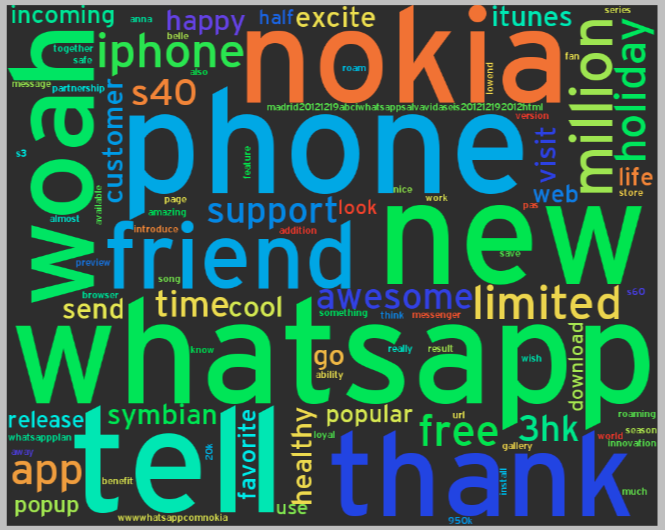 incoming
anna
happy
half
excite
itunes
series
woah
together
safe
message
partnership
iphone
belle
also
nokia
roam
lowend
fan
million
holiday
s40
madrid20121219abciwhatsappsalvavidaseis201212192012html
customer
phone
version
visit
s3
feature
available
almost
page
amazing
introduce
support
addition
look
nice
work
pas
web
life
store
friend
new
save
preview
browser
song
send
time
cool
awesome
something
think
messenger
limited
s60
whatsapp
know
go
ability
really
result
wish
download
release
symbian
popular
url
free
3hk
roaming
season
world
innovation
whatsappplan
away
app
tell
20k
favorite
healthy
loyal
thank
gallery
install
much
popup
benefit
use
wwwwhatsappcomnokia
950k